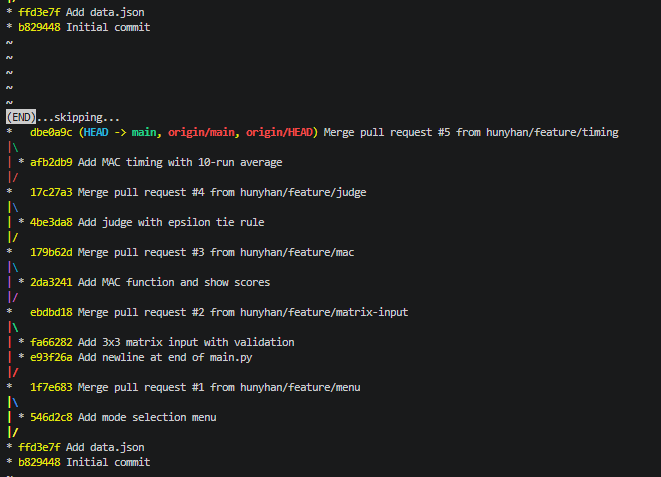 * ffd3e7f Add data.json
* b829448 Initial commit
~
~
~
~
~
(END)...skipping...
*   dbe0a9c (HEAD -> main, origin/main, origin/HEAD) Merge pull request #5 from hunyhan/feature/timing
|\
| * afb2db9 Add MAC timing with 10-run average
|/
*   17c27a3 Merge pull request #4 from hunyhan/feature/judge
|\
| * 4be3da8 Add judge with epsilon tie rule
|/
*   179b62d Merge pull request #3 from hunyhan/feature/mac
|\
| * 2da3241 Add MAC function and show scores
|/
*   ebdbd18 Merge pull request #2 from hunyhan/feature/matrix-input
|\
| * fa66282 Add 3x3 matrix input with validation
| * e93f26a Add newline at end of main.py
|/
*   1f7e683 Merge pull request #1 from hunyhan/feature/menu
|\
| * 546d2c8 Add mode selection menu
|/
* ffd3e7f Add data.json
* b829448 Initial commit
~